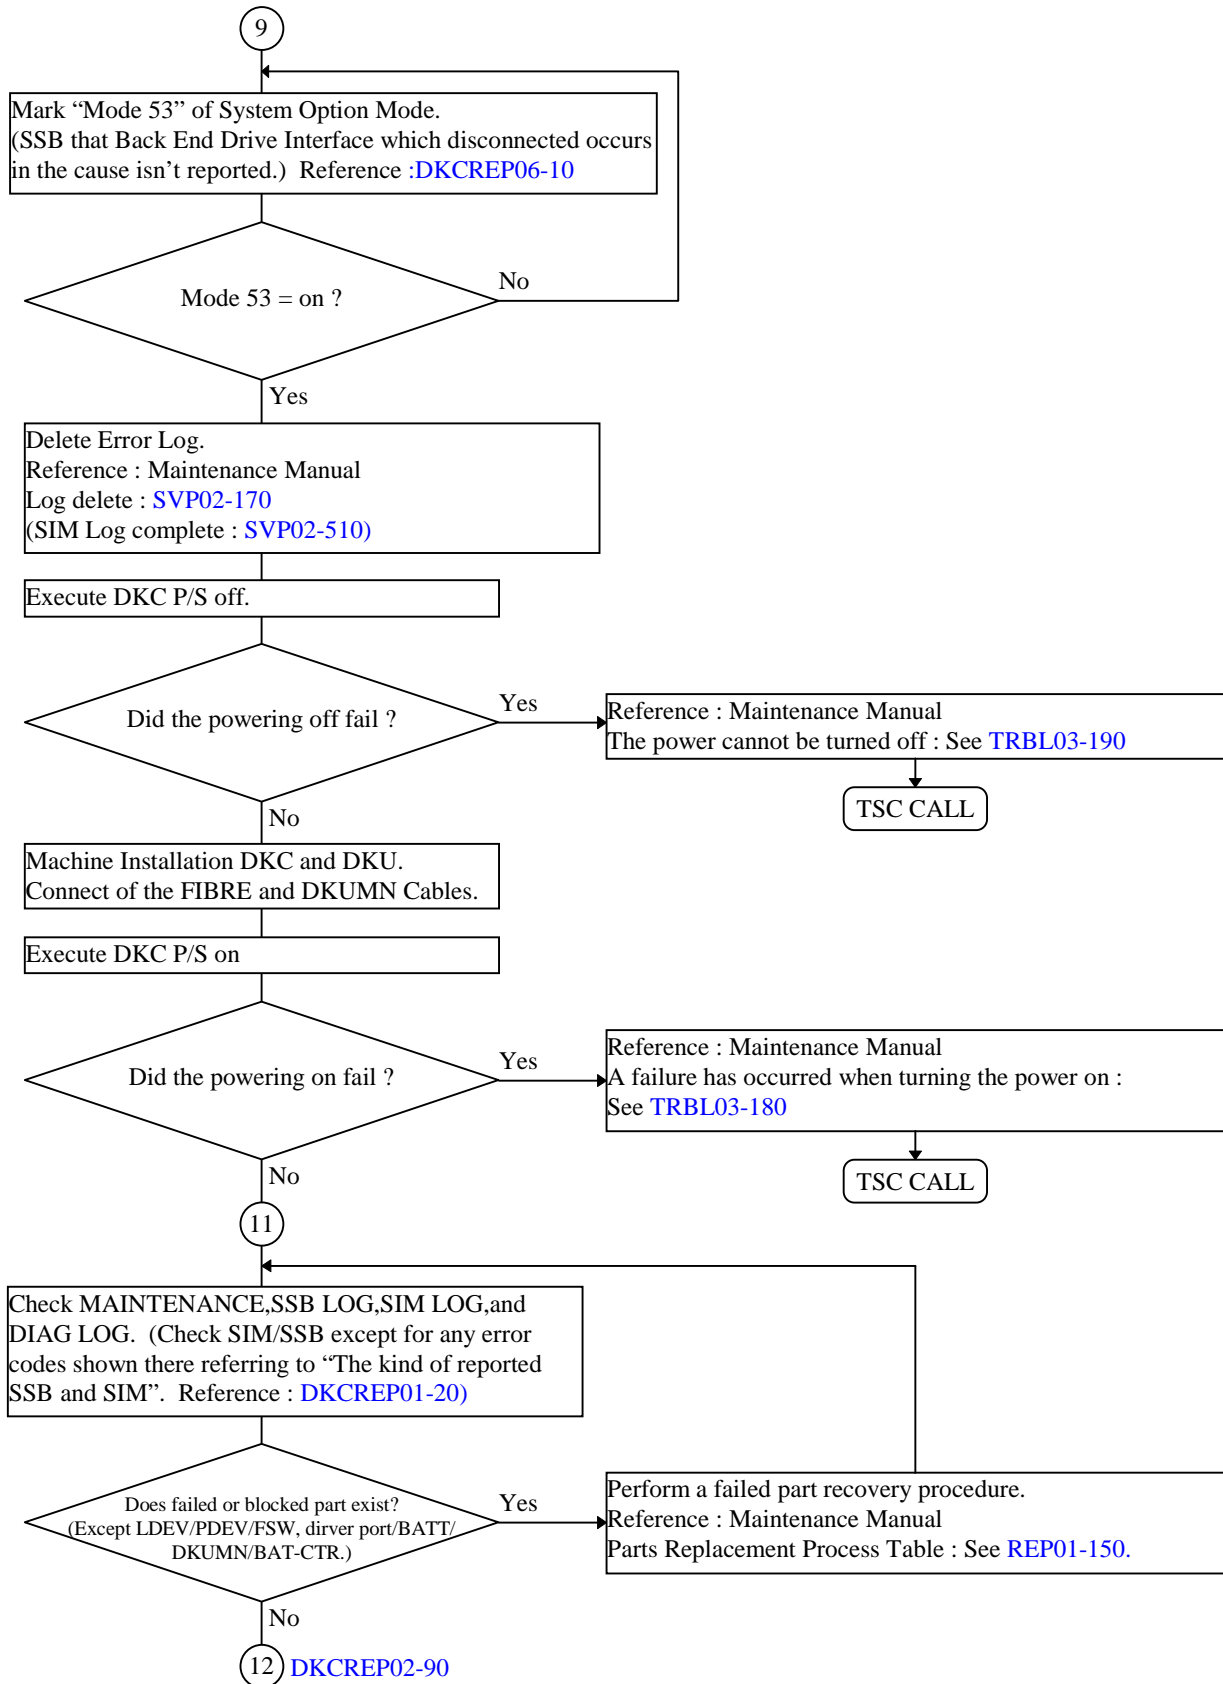 9
Mark “Mode 53” of System Option Mode.
(SSB that Back End Drive Interface which disconnected occurs
in the cause isn’t reported.)  Reference :DKCREP06-10
Mode 53 = on ?
No
Yes
Delete Error Log.
Reference : Maintenance Manual
Log delete : SVP02-170
(SIM Log complete : SVP02-510)
Execute DKC P/S off.
Did the powering off fail ?
Yes
Reference : Maintenance Manual
The power cannot be turned off : See TRBL03-190
TSC CALL
No
Machine Installation DKC and DKU.
Connect of the FIBRE and DKUMN Cables.
Execute DKC P/S on
Did the powering on fail ?
Yes
Reference : Maintenance Manual
A failure has occurred when turning the power on :
See TRBL03-180
TSC CALL
No
11
Check MAINTENANCE,SSB LOG,SIM LOG,and
DIAG LOG.  (Check SIM/SSB except for any error
codes shown there referring to “The kind of reported
SSB and SIM”.  Reference : DKCREP01-20)
Does failed or blocked part exist?
(Except LDEV/PDEV/FSW, dirver port/BATT/
DKUMN/BAT-CTR.)
Yes
Perform a failed part recovery procedure.
Reference : Maintenance Manual
Parts Replacement Process Table : See REP01-150.
No
12 DKCREP02-90